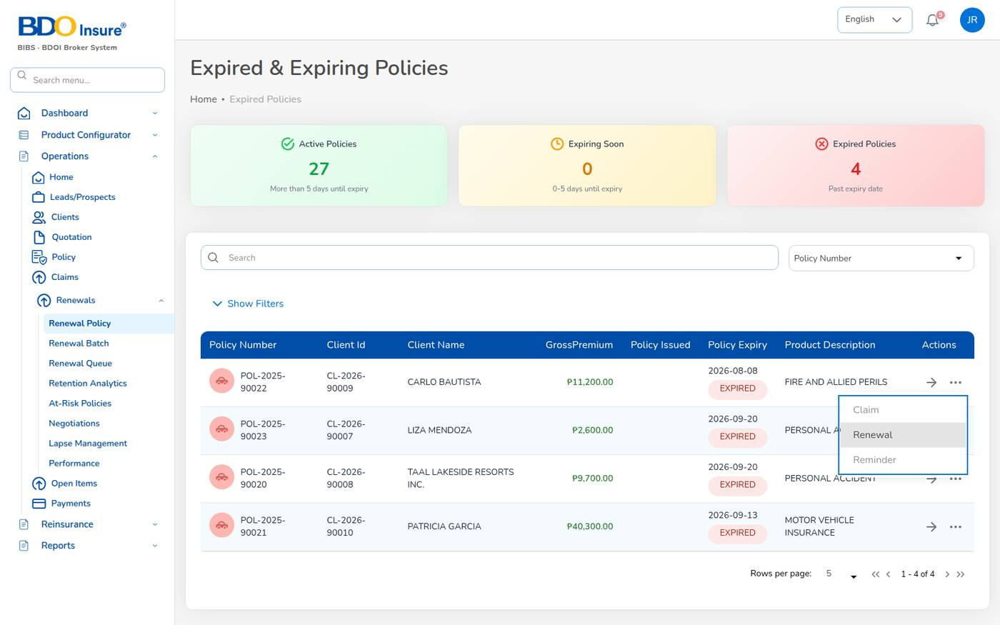 BDO Insure®
BIBS · BDOI Broker System
Search menu...
Dashboard
Product Configurator
Operations
Home
Leads/Prospects
Clients
Quotation
Policy
Claims
Renewals
Renewal Policy
Renewal Batch
Renewal Queue
Retention Analytics
At-Risk Policies
Negotiations
Lapse Management
Performance
Open Items
Payments
Reinsurance
Reports
English
9
JR
Expired & Expiring Policies
Home • Expired Policies
Active Policies
27
More than 5 days until expiry
Expiring Soon
0
0-5 days until expiry
Expired Policies
4
Past expiry date
Search
Policy Number
Show Filters
Policy Number Client Id Client Name GrossPremium Policy Issued Policy Expiry Product Description Actions
POL-2025-90022 CL-2026-90009 CARLO BAUTISTA ₱11,200.00 2026-08-08 EXPIRED FIRE AND ALLIED PERILS
POL-2025-90023 CL-2026-90007 LIZA MENDOZA ₱2,600.00 2026-09-20 EXPIRED PERSONAL
POL-2025-90020 CL-2026-90008 TAAL LAKESIDE RESORTS INC. ₱9,700.00 2026-09-20 EXPIRED PERSONAL ACCIDENT
POL-2025-90021 CL-2026-90010 PATRICIA GARCIA ₱40,300.00 2026-09-13 EXPIRED MOTOR VEHICLE INSURANCE
Claim
Renewal
Reminder
Rows per page: 5 1 - 4 of 4